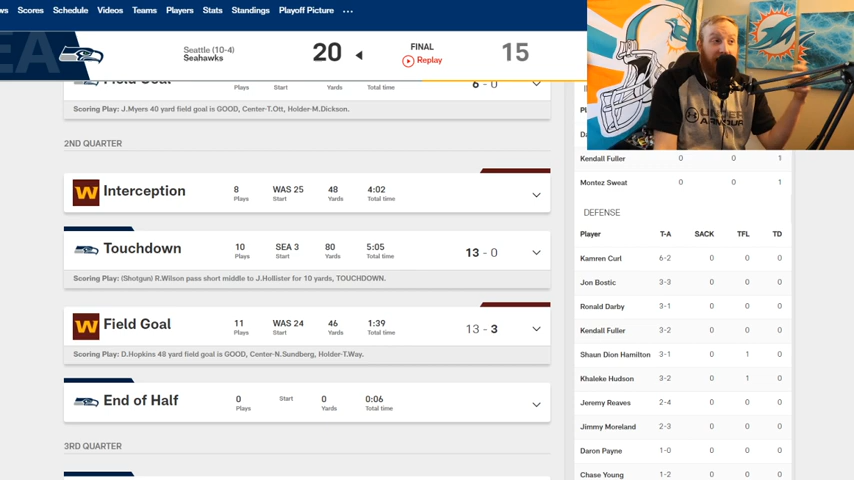 ws Scores Schedule Videos Teams Players Stats Standings Playoff Picture ...
SEA
Seattle (10-4)
Seahawks
20
FINAL
Replay
15
Field Goal
6 - 0
Scoring Play: J.Myers 40 yard field goal is GOOD, Center-T.Ott, Holder-M.Dickson.
2ND QUARTER
W Interception 8 WAS 25 48 4:02
Plays Start Yards Total time
Touchdown 10 SEA 3 80 5:05 13 - 0
Plays Start Yards Total time
Scoring Play: (Shotgun) R.Wilson pass short middle to J.Hollister for 10 yards, TOUCHDOWN.
W Field Goal 11 WAS 24 46 1:39 13 - 3
Plays Start Yards Total time
Scoring Play: D.Hopkins 48 yard field goal is GOOD, Center-N.Sundberg, Holder-T.Way.
End of Half 0 Start 0 0:06
Plays Yards Total time
3RD QUARTER
Kendall Fuller 0 0 1
Montez Sweat 0 0 1
DEFENSE
Player T-A SACK TFL TD
Kamren Curl 6-2 0 0 0
Jon Bostic 3-3 0 0 0
Ronald Darby 3-1 0 0 0
Kendall Fuller 3-2 0 0 0
Shaun Dion Hamilton 3-1 0 1 0
Khaleke Hudson 3-2 0 1 0
Jeremy Reaves 2-4 0 0 0
Jimmy Moreland 2-3 0 0 0
Daron Payne 1-0 0 0 0
Chase Young 1-2 0 0 0
UNDER ARMOUR